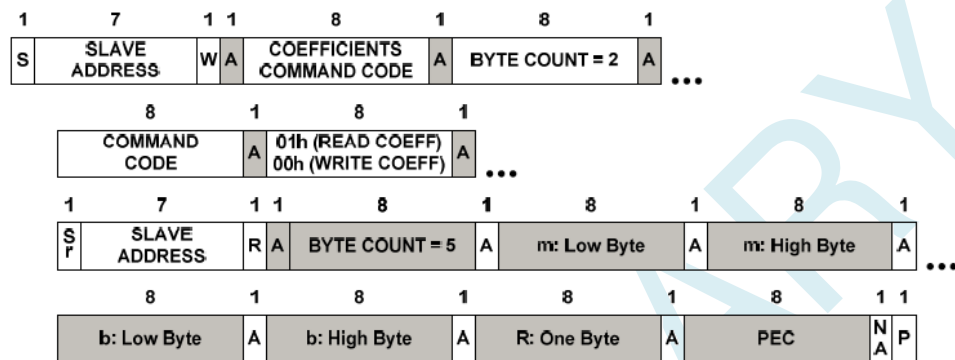 1 7 1 1 8 1 8 1
S SLAVE ADDRESS W A COEFFICIENTS COMMAND CODE A BYTE COUNT = 2 A •••
8 1 8 1
COMMAND CODE A 01h (READ COEFF) 00h (WRITE COEFF) A •••
1 7 1 1 8 1 8 1 8 1
Sr SLAVE ADDRESS R A BYTE COUNT = 5 A m: Low Byte A m: High Byte A •••
8 1 8 1 8 1 8 1 1
b: Low Byte A b: High Byte A R: One Byte A PEC NA P